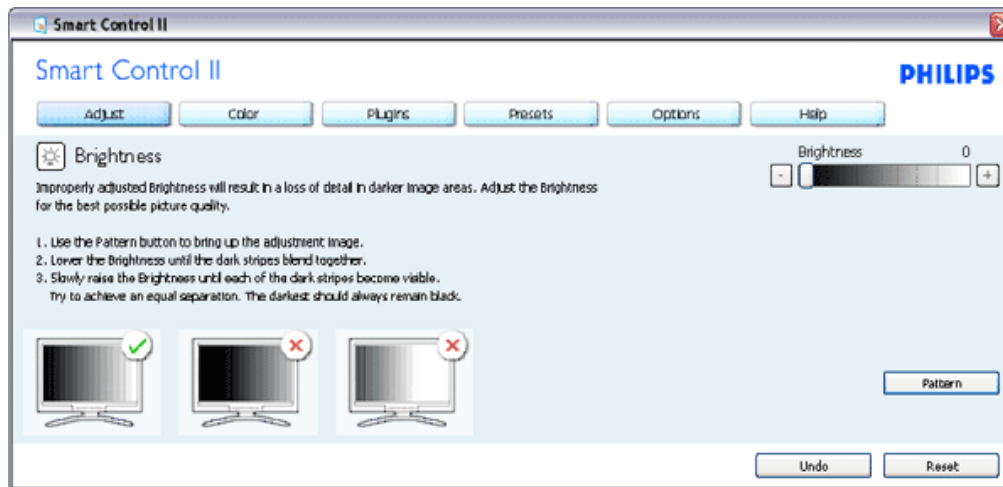 Smart Control II
Smart Control II
PHILIPS
Adjust Color Plugins Presets Options Help
Brightness
Brightness 0
Improperly adjusted Brightness will result in a loss of detail in darker image areas. Adjust the Brightness
for the best possible picture quality.
- +
1. Use the Pattern button to bring up the adjustment image.
2. Lower the Brightness until the dark stripes blend together.
3. Slowly raise the Brightness until each of the dark stripes become visible.
Try to achieve an equal separation. The darkest should always remain black.
Pattern
Undo Reset